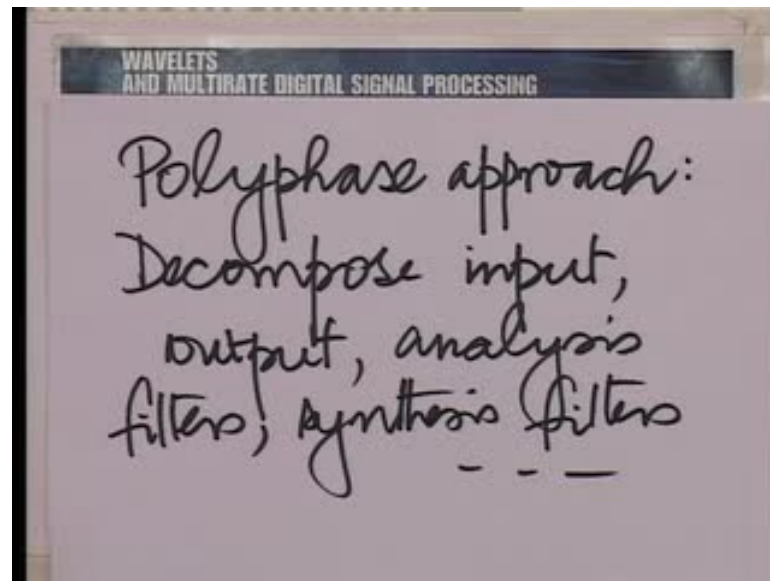 WAVELETS
AND MULTIRATE DIGITAL SIGNAL PROCESSING
Polyphase approach:
Decompose input,
output, analysis
filters, synthesis filters
- - —